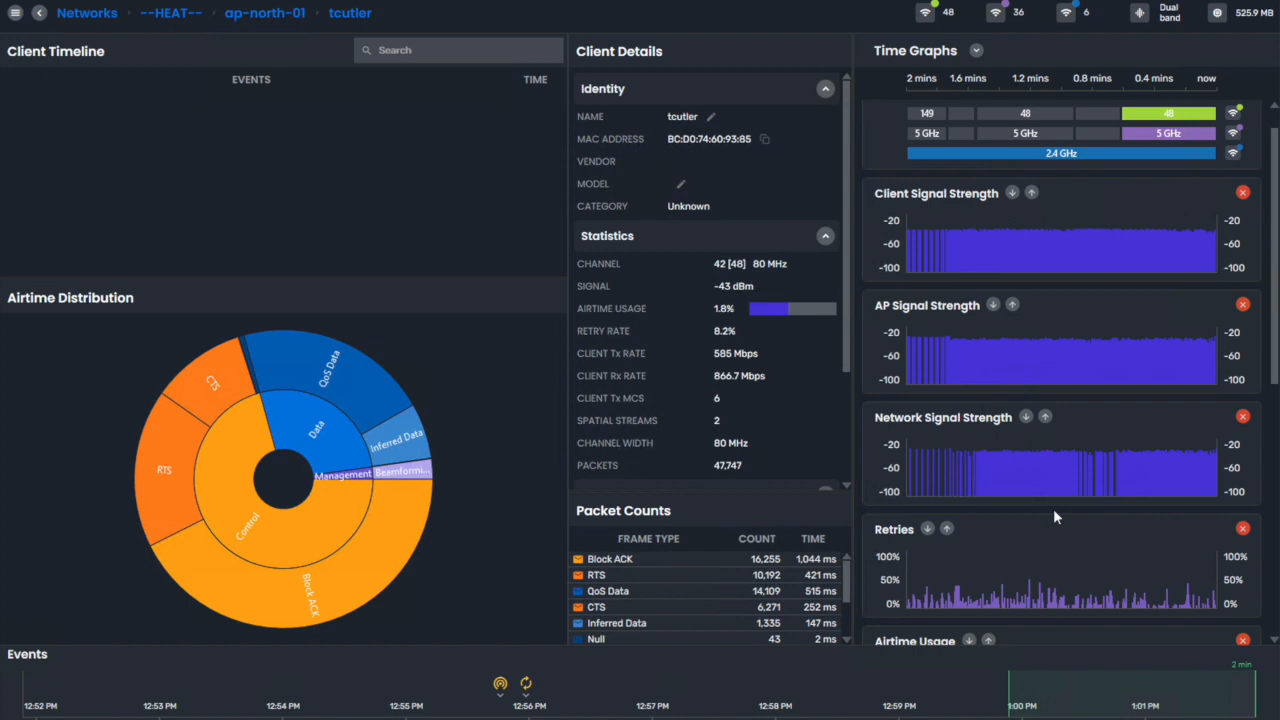 Networks › --HEAT-- › ap-north-01 › tcutler
48
36
6
Dual
band
525.9 MB
Client Timeline
Search
EVENTS TIME
Airtime Distribution
QoS Data
Data
Inferred Data
Management
Beamformi...
CTS
RTS
Control
Block ACK
Client Details
Identity
NAME tcutler
MAC ADDRESS BC:D0:74:60:93:85
VENDOR
MODEL
CATEGORY Unknown
Statistics
CHANNEL 42 [48] 80 MHz
SIGNAL -43 dBm
AIRTIME USAGE 1.8%
RETRY RATE 8.2%
CLIENT Tx RATE 585 Mbps
CLIENT Rx RATE 866.7 Mbps
CLIENT Tx MCS 6
SPATIAL STREAMS 2
CHANNEL WIDTH 80 MHz
PACKETS 47,747
Packet Counts
FRAME TYPE COUNT TIME
Block ACK 16,255 1,044 ms
RTS 10,192 421 ms
QoS Data 14,109 515 ms
CTS 6,271 252 ms
Inferred Data 1,335 147 ms
Null 43 2 ms
Time Graphs
2 mins 1.6 mins 1.2 mins 0.8 mins 0.4 mins now
149 48 48
5 GHz 5 GHz 5 GHz
2.4 GHz
Client Signal Strength
-20 -20
-60 -60
-100 -100
AP Signal Strength
-20 -20
-60 -60
-100 -100
Network Signal Strength
-20 -20
-60 -60
-100 -100
Retries
100% 100%
50% 50%
0% 0%
Airtime Usage
Events
2 min
12:52 PM 12:53 PM 12:54 PM 12:55 PM 12:56 PM 12:57 PM 12:58 PM 12:59 PM 1:00 PM 1:01 PM